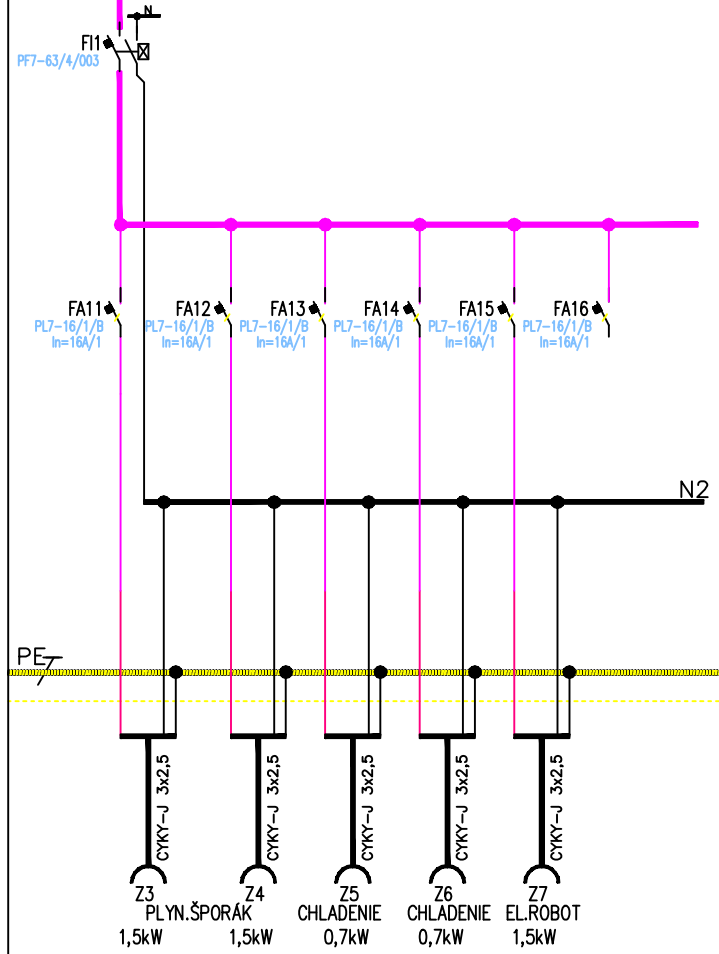 N
FI1
PF7-63/4/003
FA11
PL7-16/1/B
In=16A/1
FA12
PL7-16/1/B
In=16A/1
FA13
PL7-16/1/B
In=16A/1
FA14
PL7-16/1/B
In=16A/1
FA15
PL7-16/1/B
In=16A/1
FA16
PL7-16/1/B
In=16A/1
N2
PE
CYKY-J 3x2,5
CYKY-J 3x2,5
CYKY-J 3x2,5
CYKY-J 3x2,5
CYKY-J 3x2,5
Z3 Z4 Z5 Z6 Z7
PLYN.ŠPORÁK CHLADENIE CHLADENIE EL.ROBOT
1,5kW 1,5kW 0,7kW 0,7kW 1,5kW